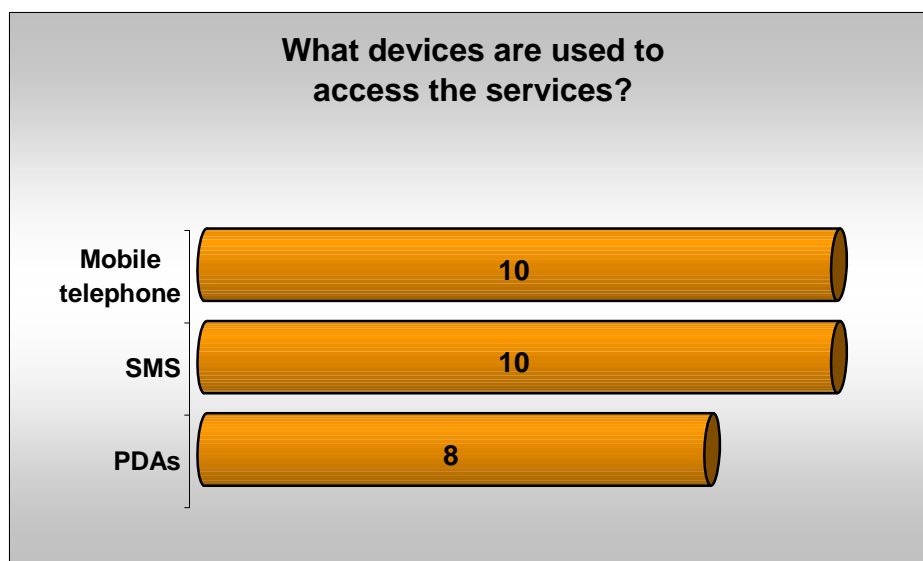 What devices are used to
access the services?
Mobile
telephone
10
SMS
10
PDAs
8